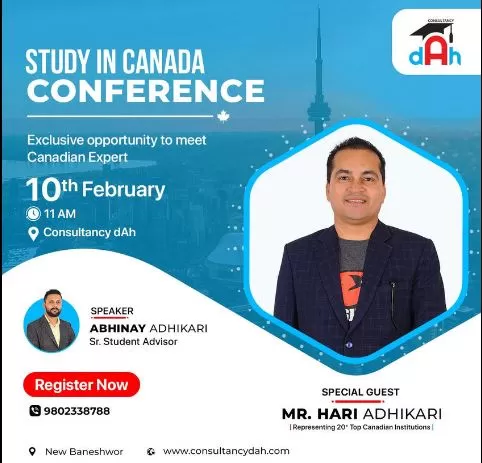 CONSULTANCY
dAh
STUDY IN CANADA
CONFERENCE
Exclusive opportunity to meet
Canadian Expert
10th February
11 AM
Consultancy dAh
SPEAKER
ABHINAY ADHIKARI
Sr. Student Advisor
Register Now
9802338788
SPECIAL GUEST
MR. HARI ADHIKARI
| Representing 20+ Top Canadian Institutions |
New Baneshwor
www.consultancydah.com